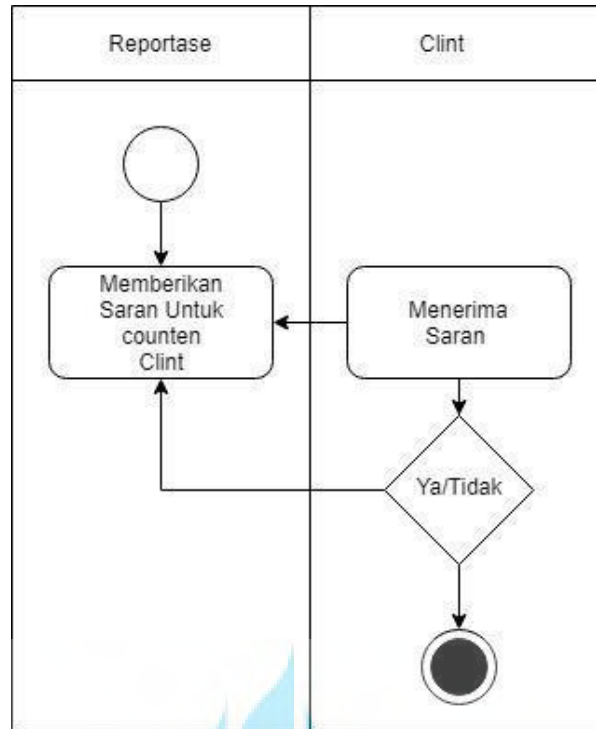 Reportase
Clint
Memberikan
Saran Untuk
counten
Clint
Menerima
Saran
Ya/Tidak